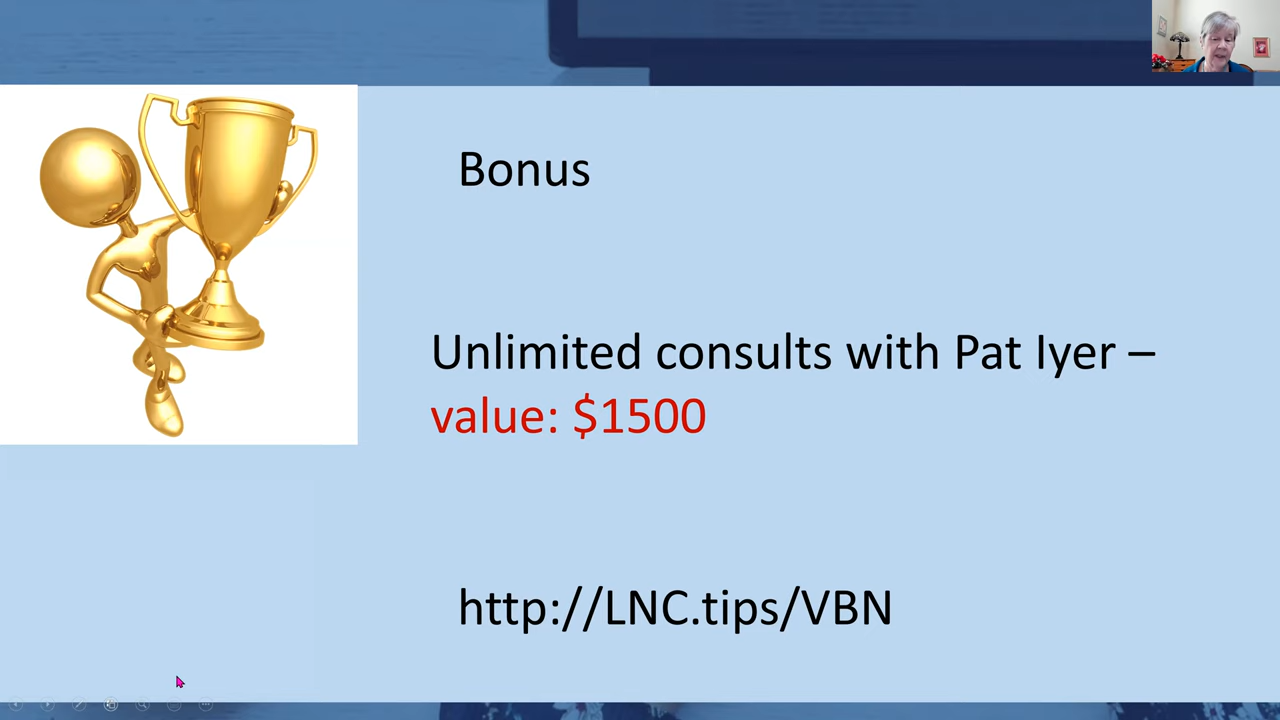 Bonus
Unlimited consults with Pat Iyer –
value: $1500
http://LNC.tips/VBN